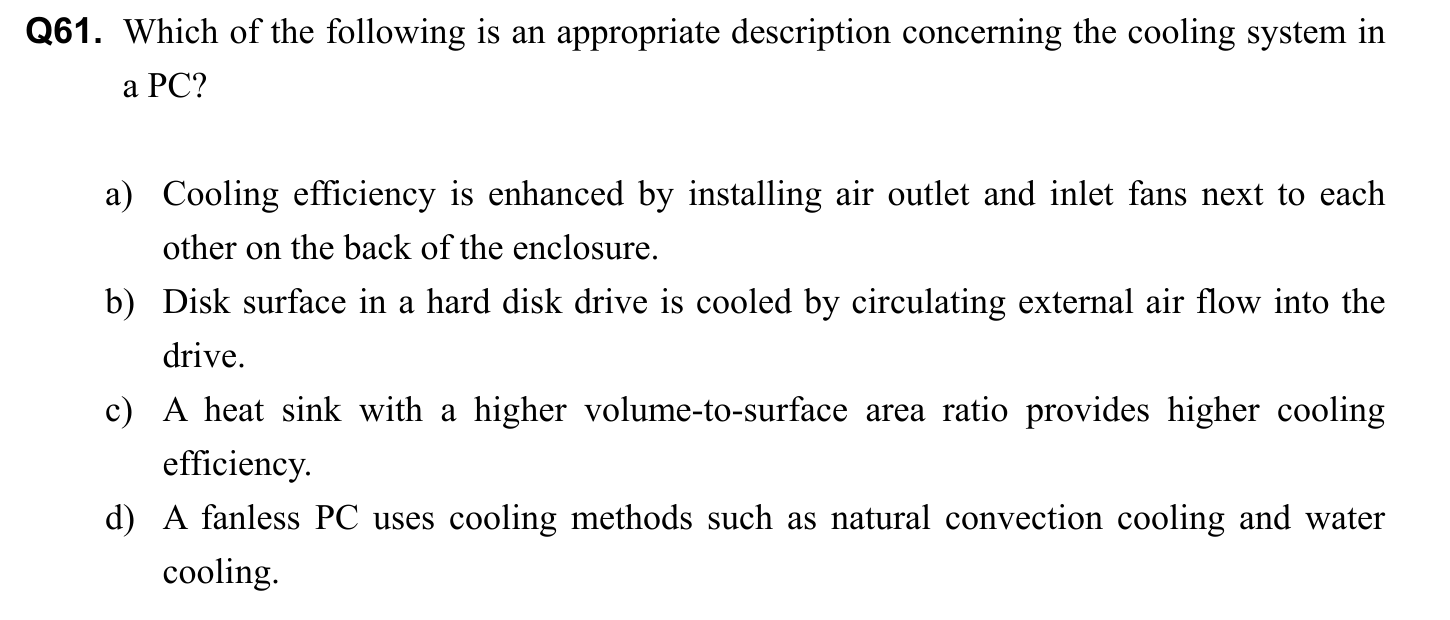 Q61. Which of the following is an appropriate description concerning the cooling system in
a PC?
a) Cooling efficiency is enhanced by installing air outlet and inlet fans next to each
other on the back of the enclosure.
b) Disk surface in a hard disk drive is cooled by circulating external air flow into the
drive.
c) A heat sink with a higher volume-to-surface area ratio provides higher cooling
efficiency.
d) A fanless PC uses cooling methods such as natural convection cooling and water
cooling.